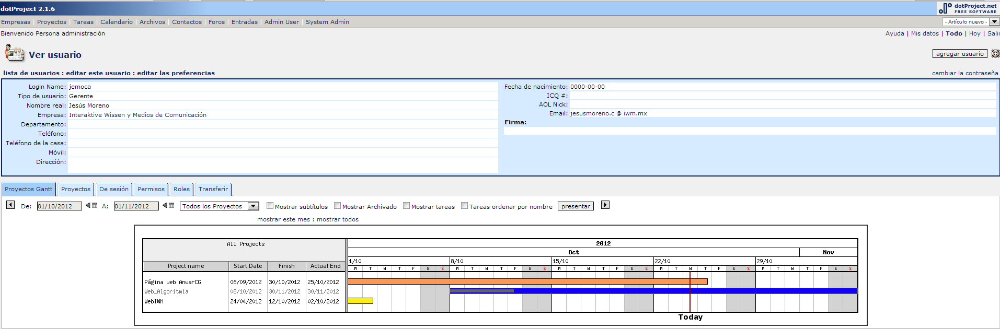 dotProject 2.1.6
dotProject.net
FREE SOFTWARE
Empresas | Proyectos | Tareas | Calendario | Archivos | Contactos | Foros | Entradas | Admin User | System Admin
- Artículo nuevo -
Bienvenido Persona administración
Ayuda | Mis datos | Todo | Hoy | Salir
Ver usuario
agregar usuario
lista de usuarios : editar este usuario : editar las preferencias
cambiar la contraseña
Login Name: jemoca
Tipo de usuario: Gerente
Nombre real: Jesús Moreno
Empresa: Interaktive Wissen y Medios de Comunicación
Departamento:
Teléfono:
Teléfono de la casa:
Móvil:
Dirección:
Fecha de nacimiento: 0000-00-00
ICQ #:
AOL Nick:
Email: jesusmoreno.c @ iwm.mx
Firma:
Proyectos Gantt
Proyectos
De sesión
Permisos
Roles
Transferir
De: 01/10/2012 A: 01/11/2012 Todos los Proyectos Mostrar subtítulos Mostrar Archivado Mostrar tareas Tareas ordenar por nombre presentar
mostrar este mes : mostrar todos
All Projects
2012
Oct Nov
1/10 8/10 15/10 22/10 29/10
Project name Start Date Finish Actual End
M T W T F S S M T W T F S S M T W T F S S M T W T F S S M T W T F S S
Página web AnwarCG 06/09/2012 30/10/2012 25/10/2012
Web_Algoritmia 08/10/2012 30/11/2012 30/11/2012
WebIWM 24/04/2012 12/10/2012 02/10/2012
Today